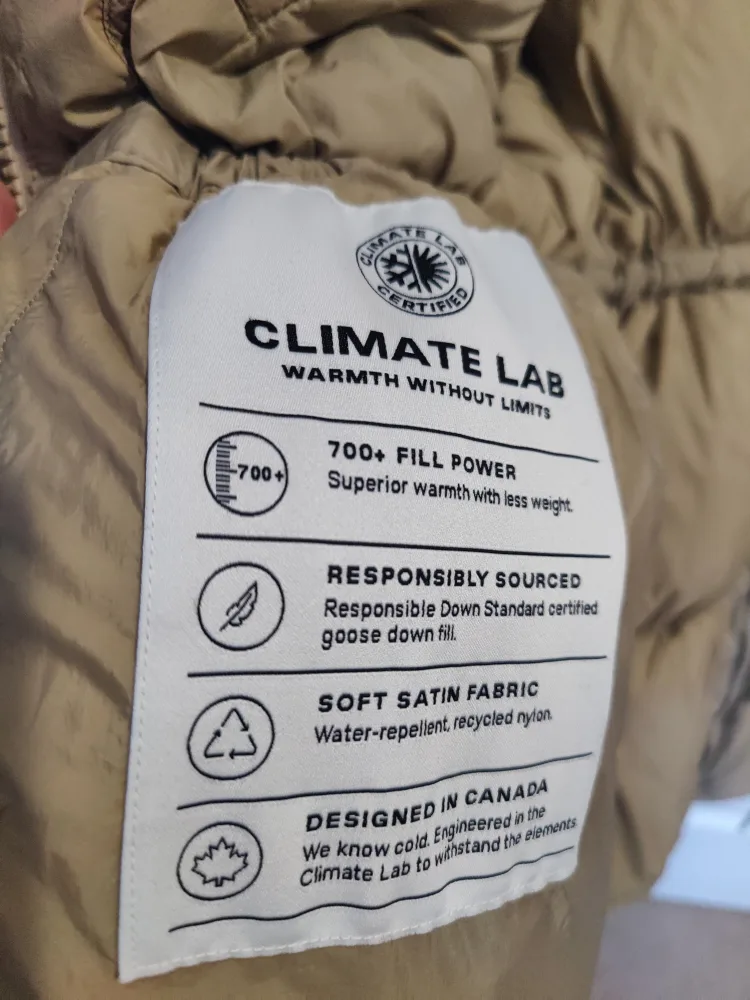 CLIMATE LAB
CERTIFIED
CLIMATE LAB
WARMTH WITHOUT LIMITS
700+
700+ FILL POWER
Superior warmth with less weight.
RESPONSIBLY SOURCED
Responsible Down Standard certified
goose down fill.
SOFT SATIN FABRIC
Water-repellent, recycled nylon.
DESIGNED IN CANADA
We know cold. Engineered in the
Climate Lab to withstand the elements.